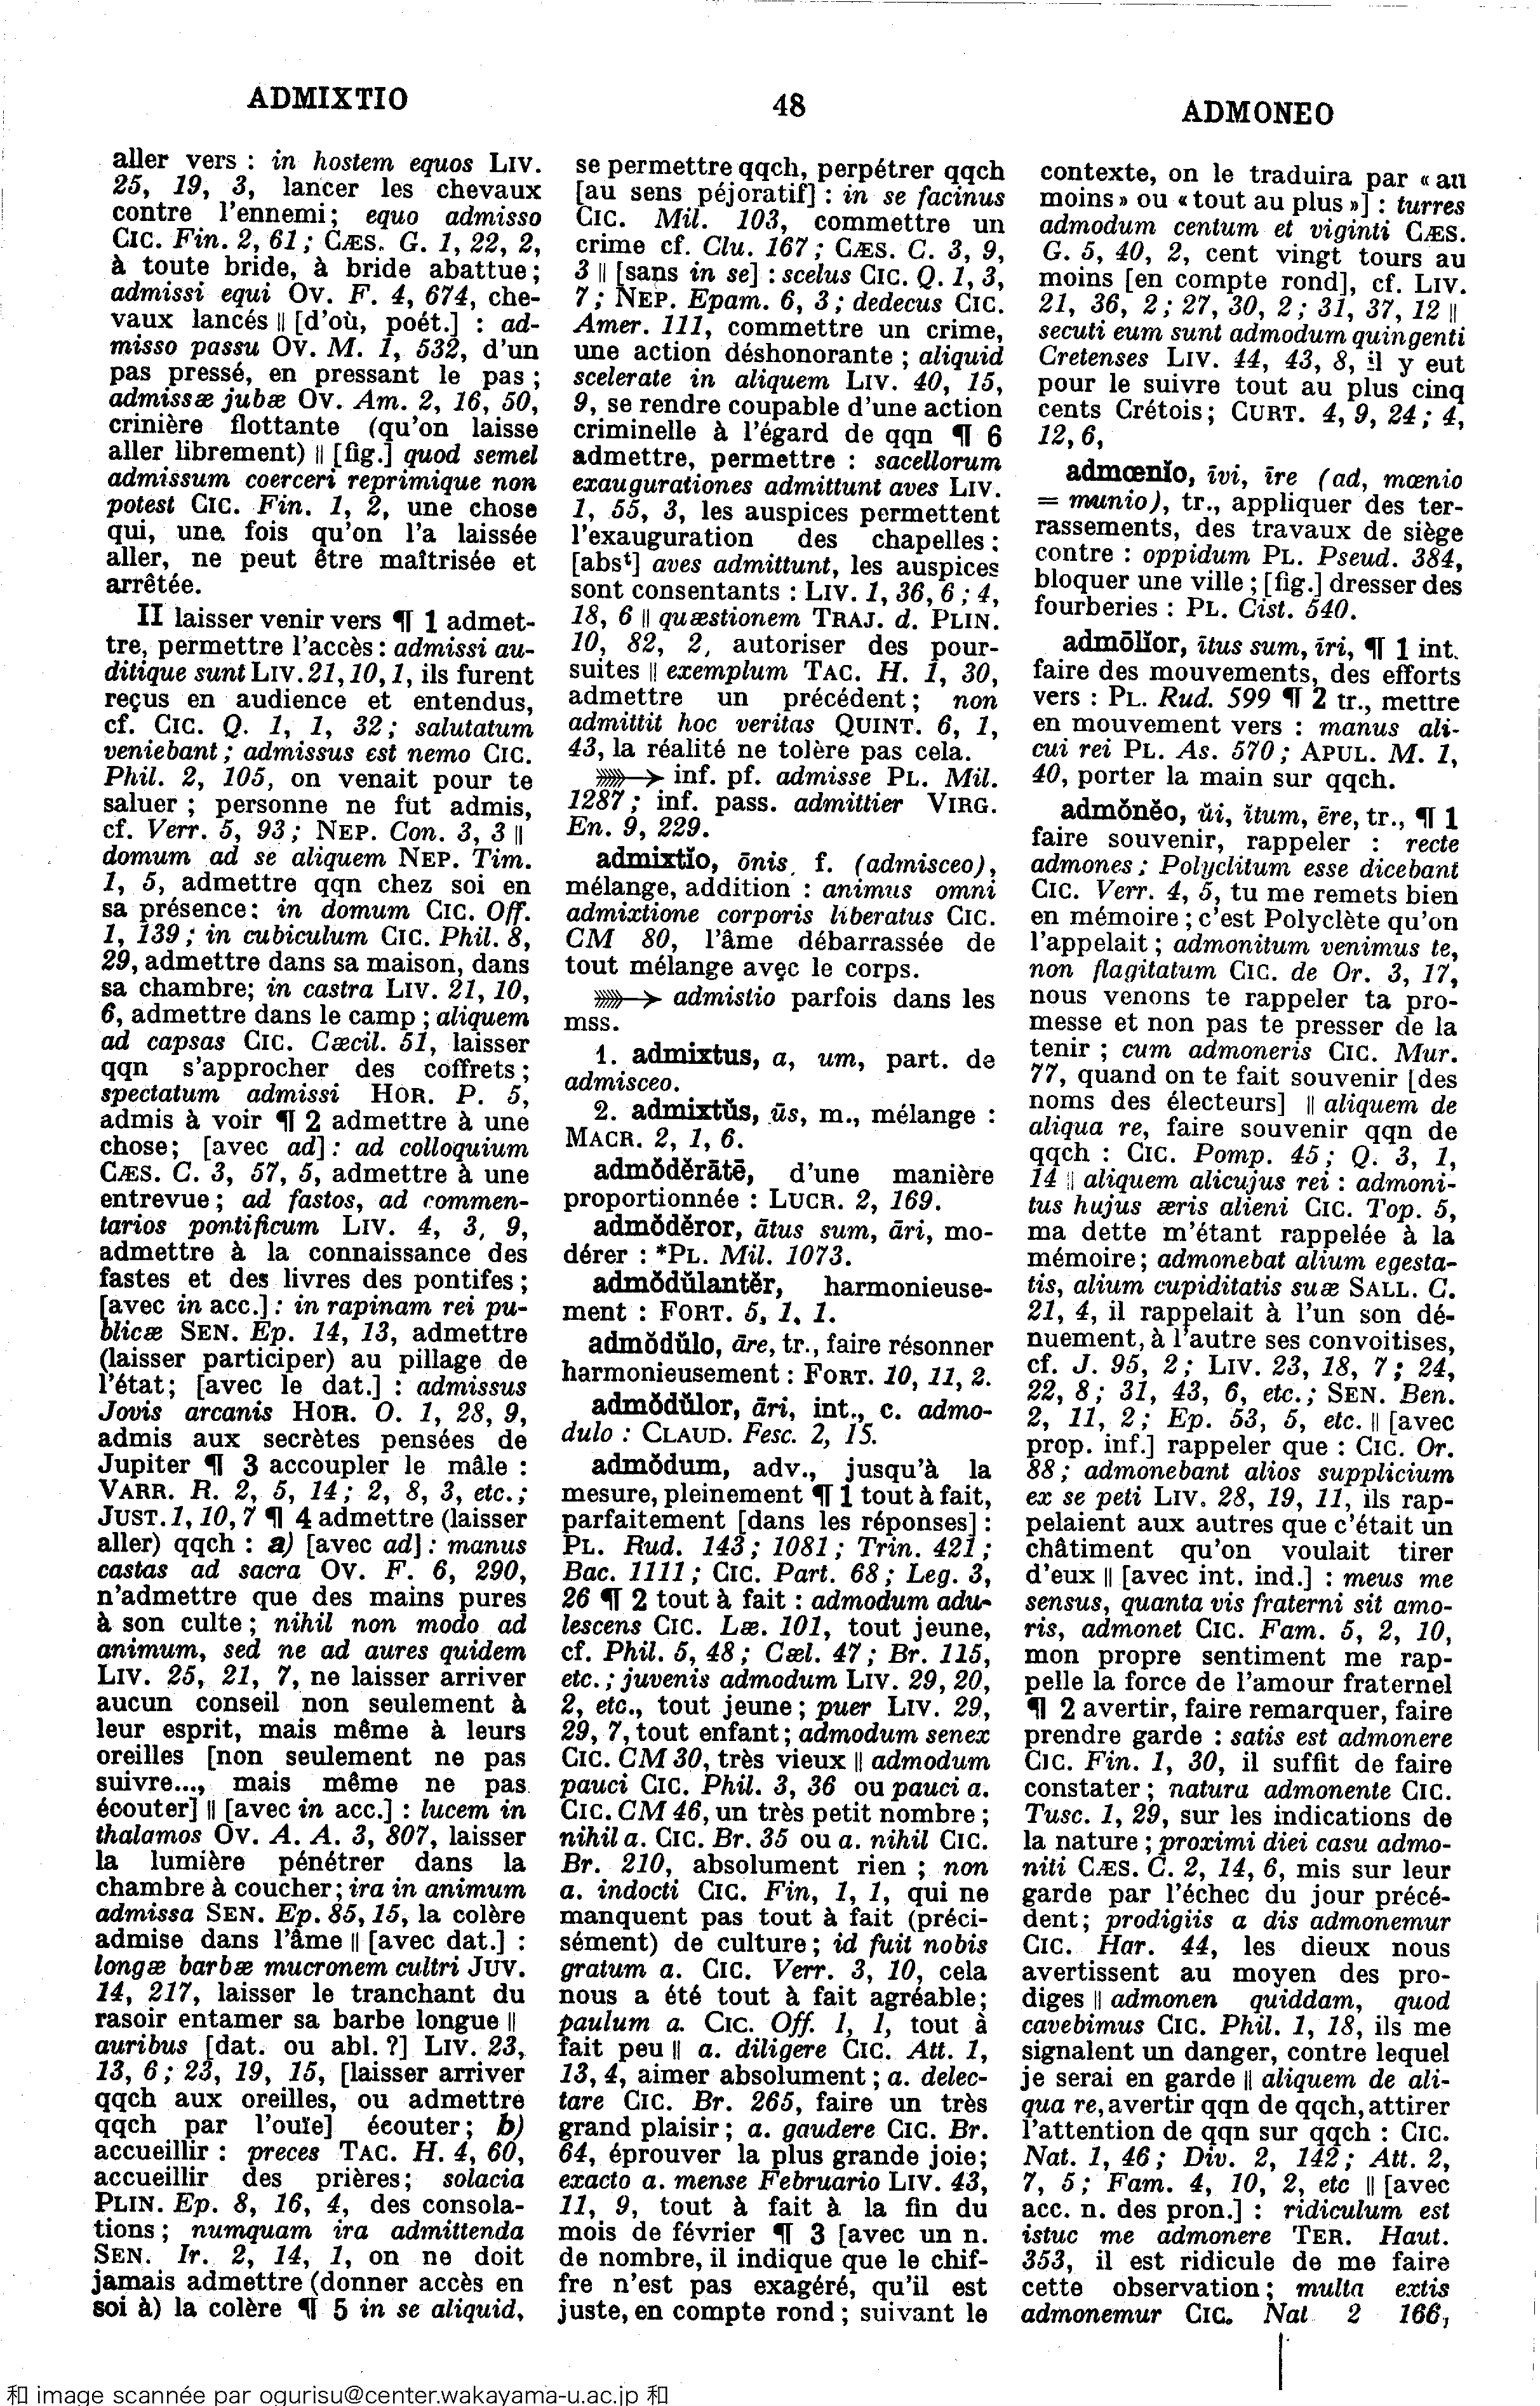 ADMIXTIO
48
ADMONEO
aller vers : in hostem equos LIV.
25, 19, 3, lancer les chevaux
contre l'ennemi; equo admisso
CIC. Fin. 2, 61 ; CÆS. G. 1, 22, 2,
à toute bride, à bride abattue;
admissi equi OV. F. 4, 674, che-
vaux lancés || [d'où, poét.] : ad-
misso passu OV. M. 1, 532, d'un
pas pressé, en pressant le pas ;
admissæ jubæ OV. Am. 2, 16, 50,
crinière flottante (qu'on laisse
aller librement) || [fig.] quod semel
admissum coerceri reprimique non
potest CIC. Fin. 1, 2, une chose
qui, une fois qu'on l'a laissée
aller, ne peut être maîtrisée et
arrêtée.
II laisser venir vers ¶ 1 admet-
tre, permettre l'accès : admissi au-
ditique sunt LIV. 21, 10, 1, ils furent
reçus en audience et entendus,
cf. CIC. Q. 1, 1, 32 ; salutatum
veniebant ; admissus est nemo CIC.
Phil. 2, 105, on venait pour te
saluer ; personne ne fut admis,
cf. Verr. 5, 93 ; NEP. Con. 3, 3 ||
domum ad se aliquem NEP. Tim.
1, 5, admettre qqn chez soi en
sa présence : in domum CIC. Off.
1, 139 ; in cubiculum CIC. Phil. 8,
29, admettre dans sa maison, dans
sa chambre; in castra LIV. 21, 10,
6, admettre dans le camp ; aliquem
ad capsas CIC. Cæcil. 51, laisser
qqn s'approcher des coffrets ;
spectatum admissi HOR. P. 5,
admis à voir ¶ 2 admettre à une
chose; [avec ad] : ad colloquium
CÆS. C. 3, 57, 5, admettre à une
entrevue ; ad fastos, ad commen-
tarios pontificum LIV. 4, 3, 9,
admettre à la connaissance des
fastes et des livres des pontifes ;
[avec in acc.] : in rapinam rei pu-
blicæ SEN. Ep. 14, 13, admettre
(laisser participer) au pillage de
l'état; [avec le dat.] : admissus
Jovis arcanis HOR. O. 1, 28, 9,
admis aux secrètes pensées de
Jupiter ¶ 3 accoupler le mâle :
VARR. R. 2, 5, 14 ; 2, 8, 3, etc. ;
JUST. 1, 10, 7 ¶ 4 admettre (laisser
aller) qqch : a) [avec ad] : manus
castas ad sacra OV. F. 6, 290,
n'admettre que des mains pures
à son culte ; nihil non modo ad
animum, sed ne ad aures quidem
LIV. 25, 21, 7, ne laisser arriver
aucun conseil non seulement à
leur esprit, mais même à leurs
oreilles [non seulement ne pas
suivre..., mais même ne pas
écouter] || [avec in acc.] : lucem in
thalamos OV. A. A. 3, 807, laisser
la lumière pénétrer dans la
chambre à coucher ; ira in animum
admissa SEN. Ep. 85, 15, la colère
admise dans l'âme || [avec dat.] :
longæ barbæ mucronem cultri JUV.
14, 217, laisser le tranchant du
rasoir entamer sa barbe longue ||
auribus [dat. ou abl. ?] LIV. 23,
13, 6 ; 23, 19, 15, [laisser arriver
qqch aux oreilles, ou admettre
qqch par l'ouïe] écouter ; b)
accueillir : preces TAC. H. 4, 60,
accueillir des prières; solacia
PLIN. Ep. 8, 16, 4, des consola-
tions ; numquam ira admittenda
SEN. Ir. 2, 14, 1, on ne doit
jamais admettre (donner accès en
soi à) la colère ¶ 5 in se aliquid,
se permettre qqch, perpétrer qqch
[au sens péjoratif] : in se facinus
CIC. Mil. 103, commettre un
crime cf. Clu. 167 ; CÆS. C. 3, 9,
3 || [sans in se] : scelus CIC. Q. 1, 3,
7 ; NEP. Epam. 6, 3 ; dedecus CIC.
Amer. 111, commettre un crime,
une action déshonorante ; aliquid
scelerate in aliquem LIV. 40, 15,
9, se rendre coupable d'une action
criminelle à l'égard de qqn ¶ 6
admettre, permettre : sacellorum
exaugurationes admittunt aves LIV.
1, 55, 3, les auspices permettent
l'exauguration des chapelles :
[absᵗ] aves admittunt, les auspices
sont consentants : LIV. 1, 36, 6 ; 4,
18, 6 || quæstionem TRAJ. d. PLIN.
10, 82, 2, autoriser des pour-
suites || exemplum TAC. H. 1, 30,
admettre un précédent ; non
admittit hoc veritas QUINT. 6, 1,
43, la réalité ne tolère pas cela.
inf. pf. admisse PL. Mil.
1287 ; inf. pass. admittier VIRG.
En. 9, 229.
admixtĭo, ōnis, f. (admisceo),
mélange, addition : animus omni
admixtione corporis liberatus CIC.
CM 80, l'âme débarrassée de
tout mélange avec le corps.
admistio parfois dans les
mss.
1. admixtus, a, um, part. de
admisceo.
2. admixtŭs, ūs, m., mélange :
MACR. 2, 1, 6.
admŏdĕrātē, d'une manière
proportionnée : LUCR. 2, 169.
admŏdĕror, ātus sum, āri, mo-
dérer : *PL. Mil. 1073.
admŏdŭlantĕr, harmonieuse-
ment : FORT. 5, 1, 1.
admŏdŭlo, āre, tr., faire résonner
harmonieusement : FORT. 10, 11, 2.
admŏdŭlor, āri, int., c. admo-
dulo : CLAUD. Fesc. 2, 15.
admŏdum, adv., jusqu'à la
mesure, pleinement ¶ 1 tout à fait,
parfaitement [dans les réponses] :
PL. Rud. 143 ; 1081 ; Trin. 421 ;
Bac. 1111 ; CIC. Part. 68 ; Leg. 3,
26 ¶ 2 tout à fait : admodum adu-
lescens CIC. Læ. 101, tout jeune,
cf. Phil. 5, 48 ; Cæl. 47 ; Br. 115,
etc. ; juvenis admodum LIV. 29, 20,
2, etc., tout jeune ; puer LIV. 29,
29, 7, tout enfant ; admodum senex
CIC. CM 30, très vieux || admodum
pauci CIC. Phil. 3, 36 ou pauci a.
CIC. CM 46, un très petit nombre ;
nihil a. CIC. Br. 35 ou a. nihil CIC.
Br. 210, absolument rien ; non
a. indocti CIC. Fin, 1, 1, qui ne
manquent pas tout à fait (préci-
sément) de culture ; id fuit nobis
gratum a. CIC. Verr. 3, 10, cela
nous a été tout à fait agréable;
paulum a. CIC. Off. 1, 1, tout à
fait peu || a. diligere CIC. Att. 1,
13, 4, aimer absolument ; a. delec-
tare CIC. Br. 265, faire un très
grand plaisir ; a. gaudere CIC. Br.
64, éprouver la plus grande joie;
exacto a. mense Februario LIV. 43,
11, 9, tout à fait à la fin du
mois de février ¶ 3 [avec un n.
de nombre, il indique que le chif-
fre n'est pas exagéré, qu'il est
juste, en compte rond ; suivant le
contexte, on le traduira par « au
moins » ou « tout au plus »] : turres
admodum centum et viginti CÆS.
G. 5, 40, 2, cent vingt tours au
moins [en compte rond], cf. LIV.
21, 36, 2 ; 27, 30, 2 ; 31, 37, 12 ||
secuti eum sunt admodum quingenti
Cretenses LIV. 44, 43, 8, il y eut
pour le suivre tout au plus cinq
cents Crétois ; CURT. 4, 9, 24 ; 4,
12, 6,
admœnĭo, īvi, īre (ad, mœnio
= munio), tr., appliquer des ter-
rassements, des travaux de siège
contre : oppidum PL. Pseud. 384,
bloquer une ville ; [fig.] dresser des
fourberies : PL. Cist. 540.
admōlĭor, ītus sum, īri, ¶ 1 int.
faire des mouvements, des efforts
vers : PL. Rud. 599 ¶ 2 tr., mettre
en mouvement vers : manus ali-
cui rei PL. As. 570 ; APUL. M. 1,
40, porter la main sur qqch.
admŏnĕo, ŭi, ĭtum, ēre, tr., ¶ 1
faire souvenir, rappeler : recte
admones ; Polyclitum esse dicebant
CIC. Verr. 4, 5, tu me remets bien
en mémoire ; c'est Polyclète qu'on
l'appelait ; admonitum venimus te,
non flagitatum CIC. de Or. 3, 17,
nous venons te rappeler ta pro-
messe et non pas te presser de la
tenir ; cum admoneris CIC. Mur.
77, quand on te fait souvenir [des
noms des électeurs] || aliquem de
aliqua re, faire souvenir qqn de
qqch : CIC. Pomp. 45 ; Q. 3, 1,
14 || aliquem alicujus rei : admoni-
tus hujus æris alieni CIC. Top. 5,
ma dette m'étant rappelée à la
mémoire ; admonebat alium egesta-
tis, alium cupiditatis suæ SALL. C.
21, 4, il rappelait à l'un son dé-
nuement, à l'autre ses convoitises,
cf. J. 95, 2 ; LIV. 23, 18, 7 ; 24,
22, 8 ; 31, 43, 6, etc. ; SEN. Ben.
2, 11, 2 ; Ep. 53, 5, etc. || [avec
prop. inf.] rappeler que : CIC. Or.
88 ; admonebant alios supplicium
ex se peti LIV. 28, 19, 11, ils rap-
pelaient aux autres que c'était un
châtiment qu'on voulait tirer
d'eux || [avec int. ind.] : meus me
sensus, quanta vis fraterni sit amo-
ris, admonet CIC. Fam. 5, 2, 10,
mon propre sentiment me rap-
pelle la force de l'amour fraternel
¶ 2 avertir, faire remarquer, faire
prendre garde : satis est admonere
CIC. Fin. 1, 30, il suffit de faire
constater ; natura admonente CIC.
Tusc. 1, 29, sur les indications de
la nature ; proximi diei casu admo-
niti CÆS. C. 2, 14, 6, mis sur leur
garde par l'échec du jour précé-
dent; prodigiis a dis admonemur
CIC. Har. 44, les dieux nous
avertissent au moyen des pro-
diges || admonen quiddam, quod
cavebimus CIC. Phil. 1, 18, ils me
signalent un danger, contre lequel
je serai en garde || aliquem de ali-
qua re, avertir qqn de qqch, attirer
l'attention de qqn sur qqch : CIC.
Nat. 1, 46 ; Div. 2, 142 ; Att. 2,
7, 5 ; Fam. 4, 10, 2, etc || [avec
acc. n. des pron.] : ridiculum est
istuc me admonere TER. Haut.
353, il est ridicule de me faire
cette observation ; multa extis
admonemur CIC. Nat 2 166,
和 image scannée par ogurisu@center.wakayama-u.ac.jp 和